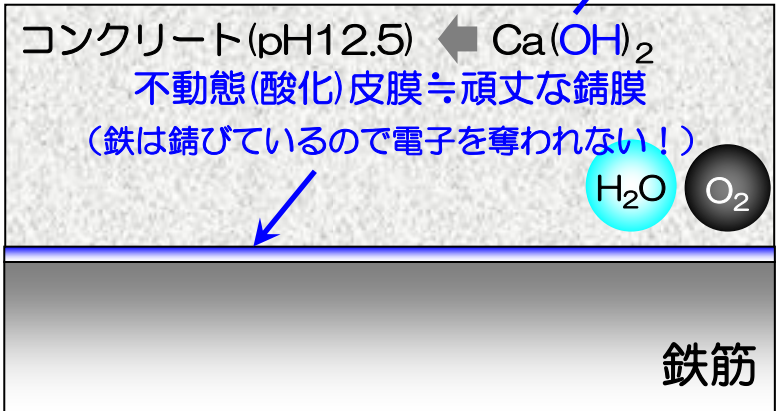 コンクリート(pH12.5) Ca(OH)₂
不動態(酸化)皮膜≒頑丈な錆膜
（鉄は錆びているので電子を奪われない！）
H₂O O₂
鉄筋